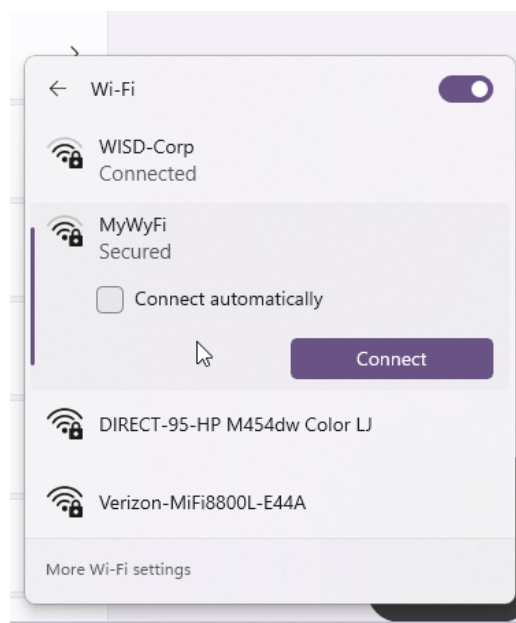 Wi-Fi
WISD-Corp
Connected
MyWyFi
Secured
Connect automatically
Connect
DIRECT-95-HP M454dw Color LJ
Verizon-MiFi8800L-E44A
More Wi-Fi settings